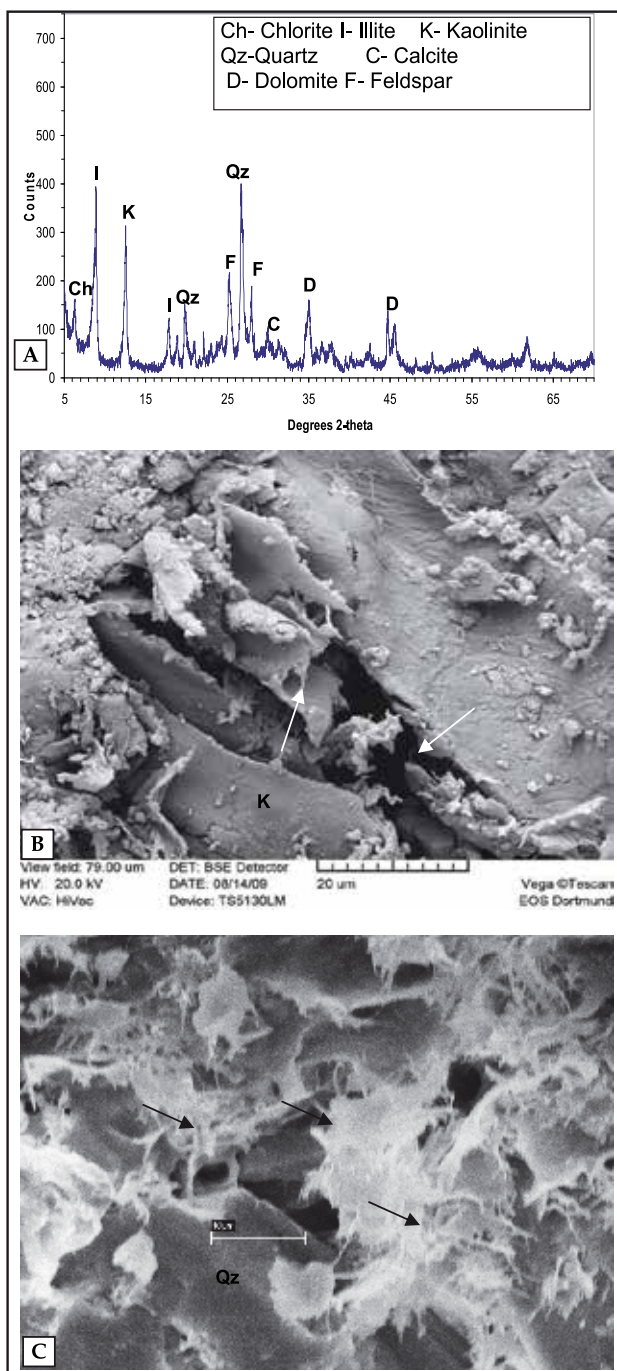 Ch- Chlorite I- Illite K- Kaolinite
Qz-Quartz C- Calcite
D- Dolomite F- Feldspar
750
700
600
500
400
300
200
100
0
Counts
I
K
Ch
I
Qz
F
Qz
F
C
D
D
A
5 15 26 35 45 55 65
Degrees 2-theta
K
B
View field: 79.00 um DET: BSE Detector
HV: 20.0 kV DATE: 08/14/09 20 um Vega ©Tescan
VAC: HiVac Device: TS5130LM EOS Dortmund
Qz
C